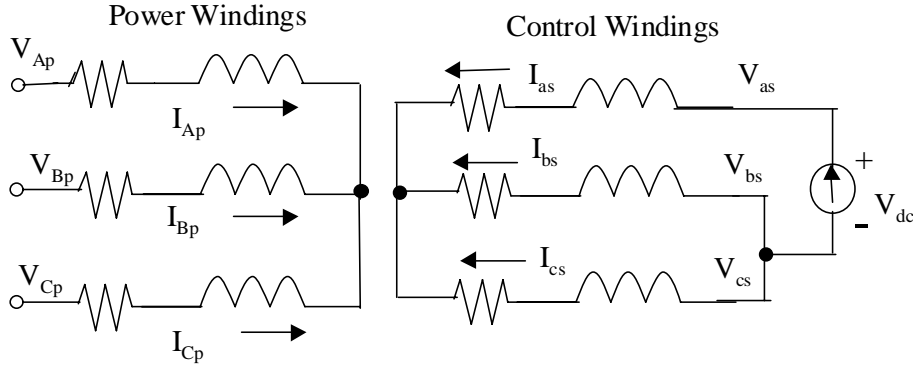 Power Windings
Control Windings
V_Ap
I_Ap
V_Bp
I_Bp
V_Cp
I_Cp
I_as
V_as
I_bs
V_bs
I_cs
V_cs
+
V_dc
-